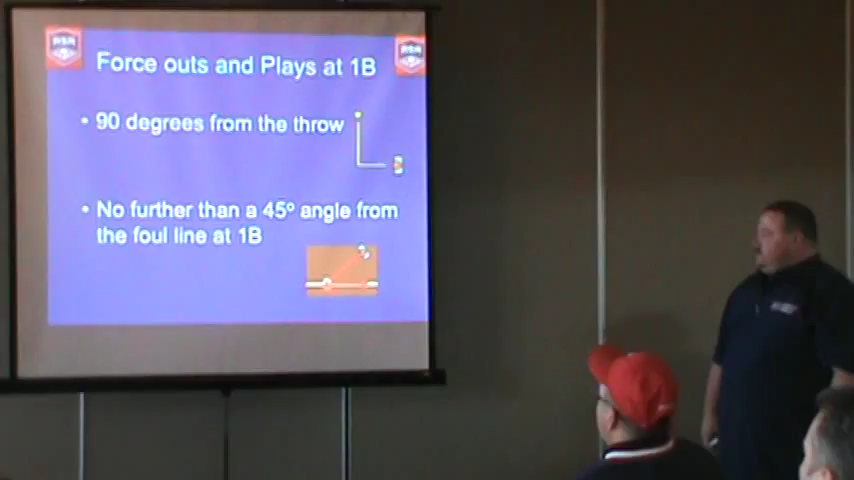 Force outs and Plays at 1B
• 90 degrees from the throw
• No further than a 45º angle from
the foul line at 1B